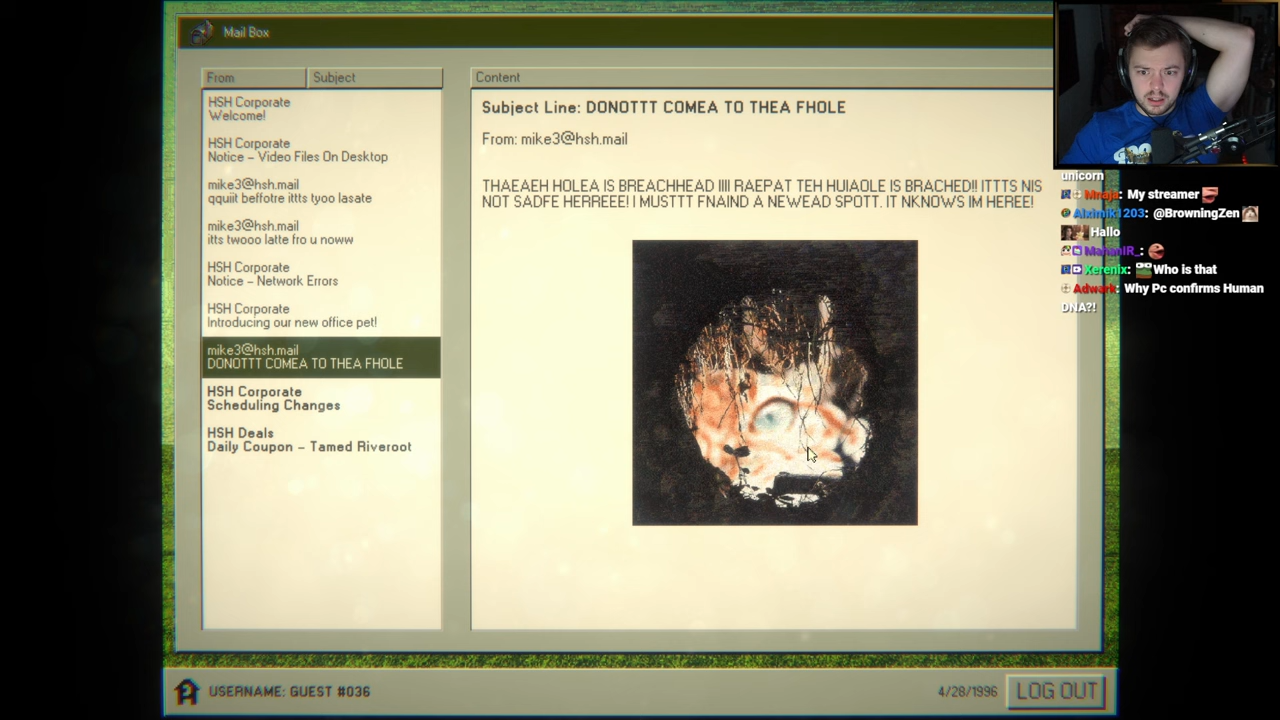 Mail Box
From
Subject
Content
HSH Corporate
Welcome!
HSH Corporate
Notice - Video Files On Desktop
mike3@hsh.mail
qquiit beffotre ittts tyoo lasate
mike3@hsh.mail
itts twooo latte fro u noww
HSH Corporate
Notice - Network Errors
HSH Corporate
Introducing our new office pet!
mike3@hsh.mail
DONOTTT COMEA TO THEA FHOLE
HSH Corporate
Scheduling Changes
HSH Deals
Daily Coupon - Tamed Riveroot
Subject Line: DONOTTT COMEA TO THEA FHOLE
From: mike3@hsh.mail
THAEAEH HOLEA IS BREACHHEAD IIII RAEPAT TEH HUIAOLE IS BRACHED!! ITTTS NIS
NOT SADFE HERREEE! I MUSTTT FNAIND A NEWEAD SPOTT. IT NKNOWS IM HEREE!
unicorn
: My streamer
: @BrowningZen
Hallo
Xerenix: Who is that
Adwark: Why Pc confirms Human
DNA?!
USERNAME: GUEST #036
4/28/1996
LOG OUT